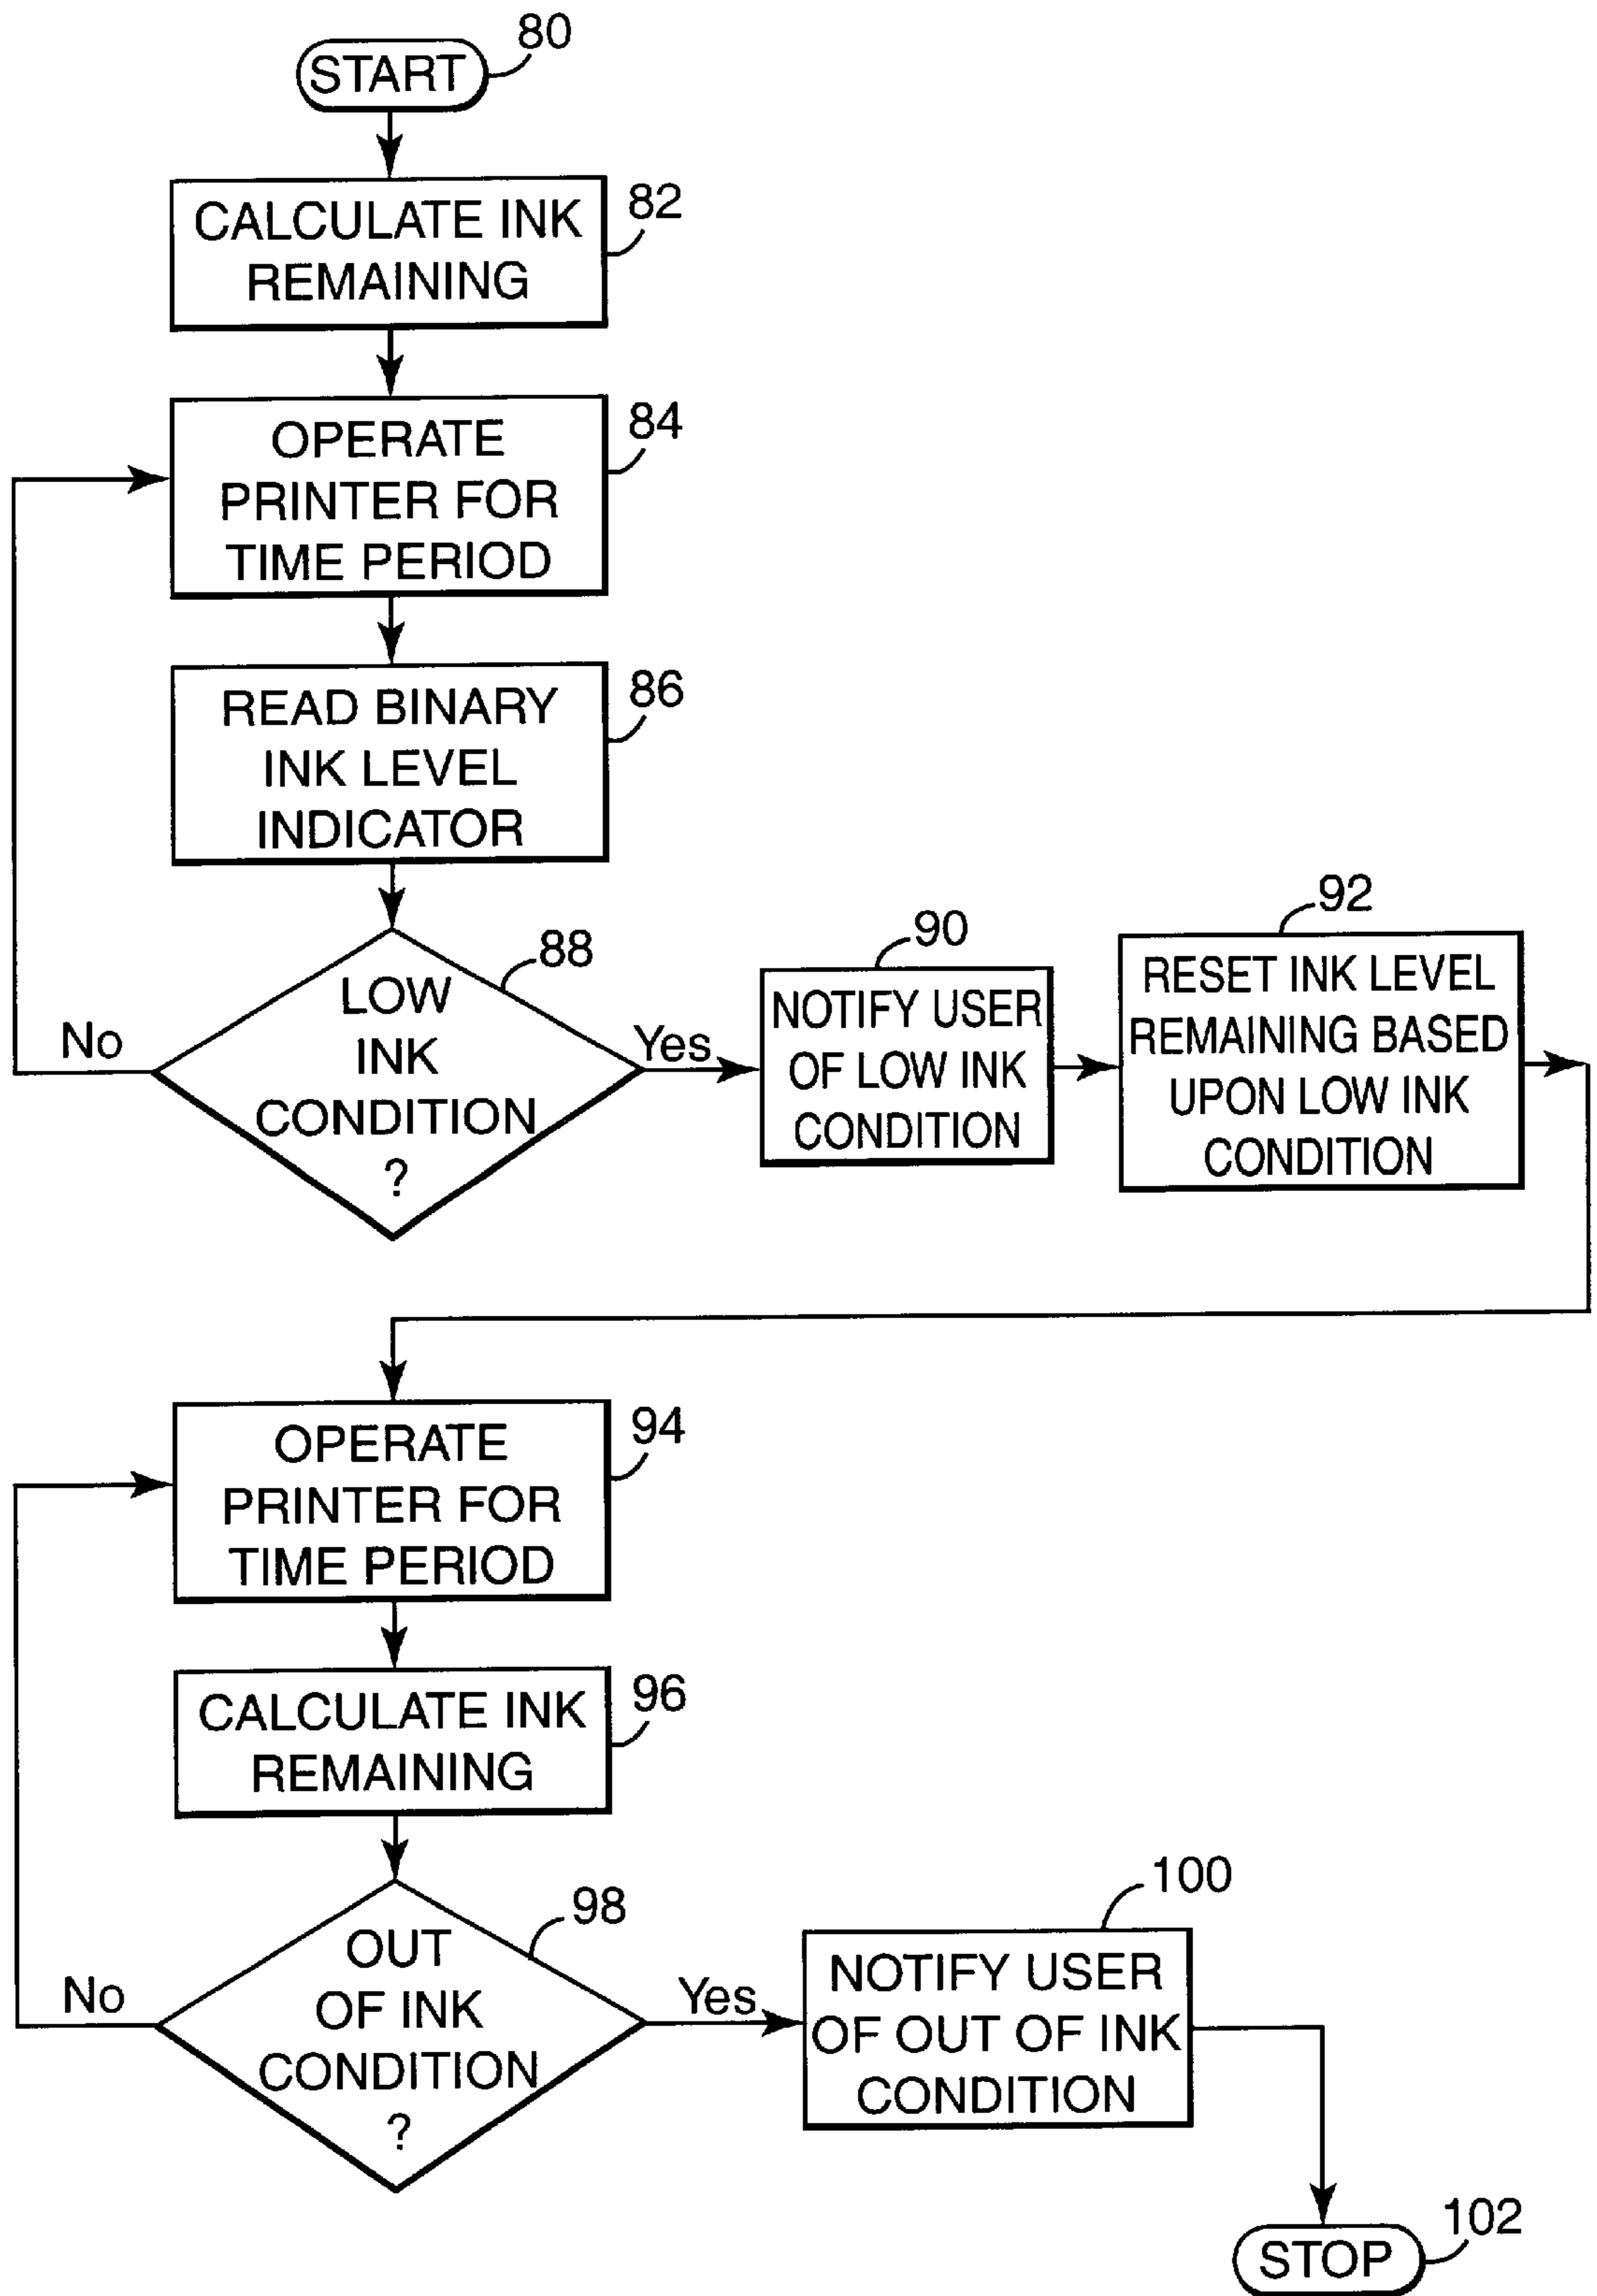 START
80
CALCULATE INK
REMAINING
82
OPERATE
PRINTER FOR
TIME PERIOD
84
READ BINARY
INK LEVEL
INDICATOR
86
LOW
INK
CONDITION
?
88
No
Yes
NOTIFY USER
OF LOW INK
CONDITION
90
RESET INK LEVEL
REMAINING BASED
UPON LOW INK
CONDITION
92
OPERATE
PRINTER FOR
TIME PERIOD
94
CALCULATE INK
REMAINING
96
OUT
OF INK
CONDITION
?
98
No
Yes
NOTIFY USER
OF OUT OF INK
CONDITION
100
STOP
102